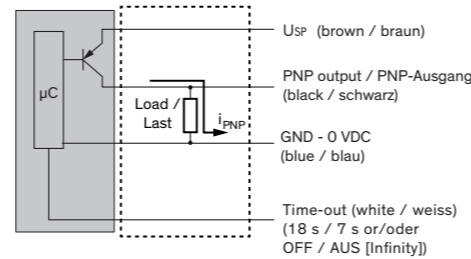 USP (brown / braun)
PNP output / PNP-Ausgang
(black / schwarz)
µC
Load /
Last
iPNP
GND - 0 VDC
(blue / blau)
Time-out (white / weiss)
(18 s / 7 s or/oder
OFF / AUS [Infinity])